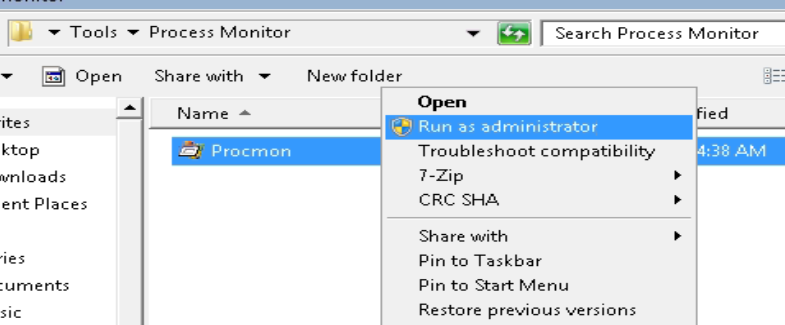 Tools Process Monitor Search Process Monitor
Open Share with New folder
Name
Procmon
4:38 AM
Open
Run as administrator
Troubleshoot compatibility
7-Zip
CRC SHA
Share with
Pin to Taskbar
Pin to Start Menu
Restore previous versions
ites
ktop
wnloads
ent Places
ries
cuments
sic
fied